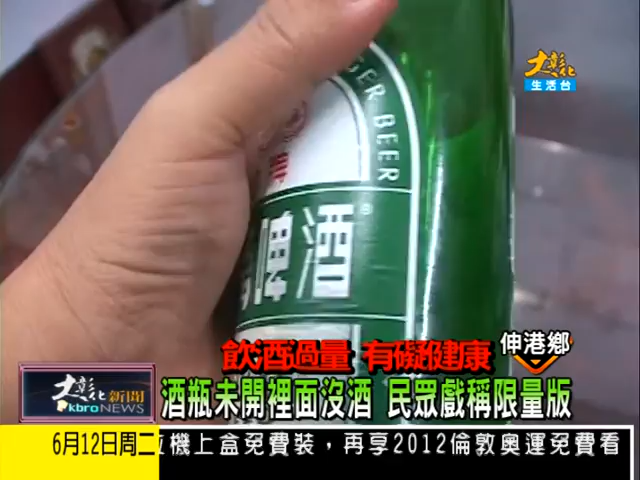 大彰化
生活台
GER BEER
酒
®
飲酒過量 有礙健康
伸港鄉
大彰化 新聞
kbro NEWS
酒瓶未開裡面沒酒 民眾戲稱限量版
6月12日周二
機上盒免費裝，再享2012倫敦奧運免費看